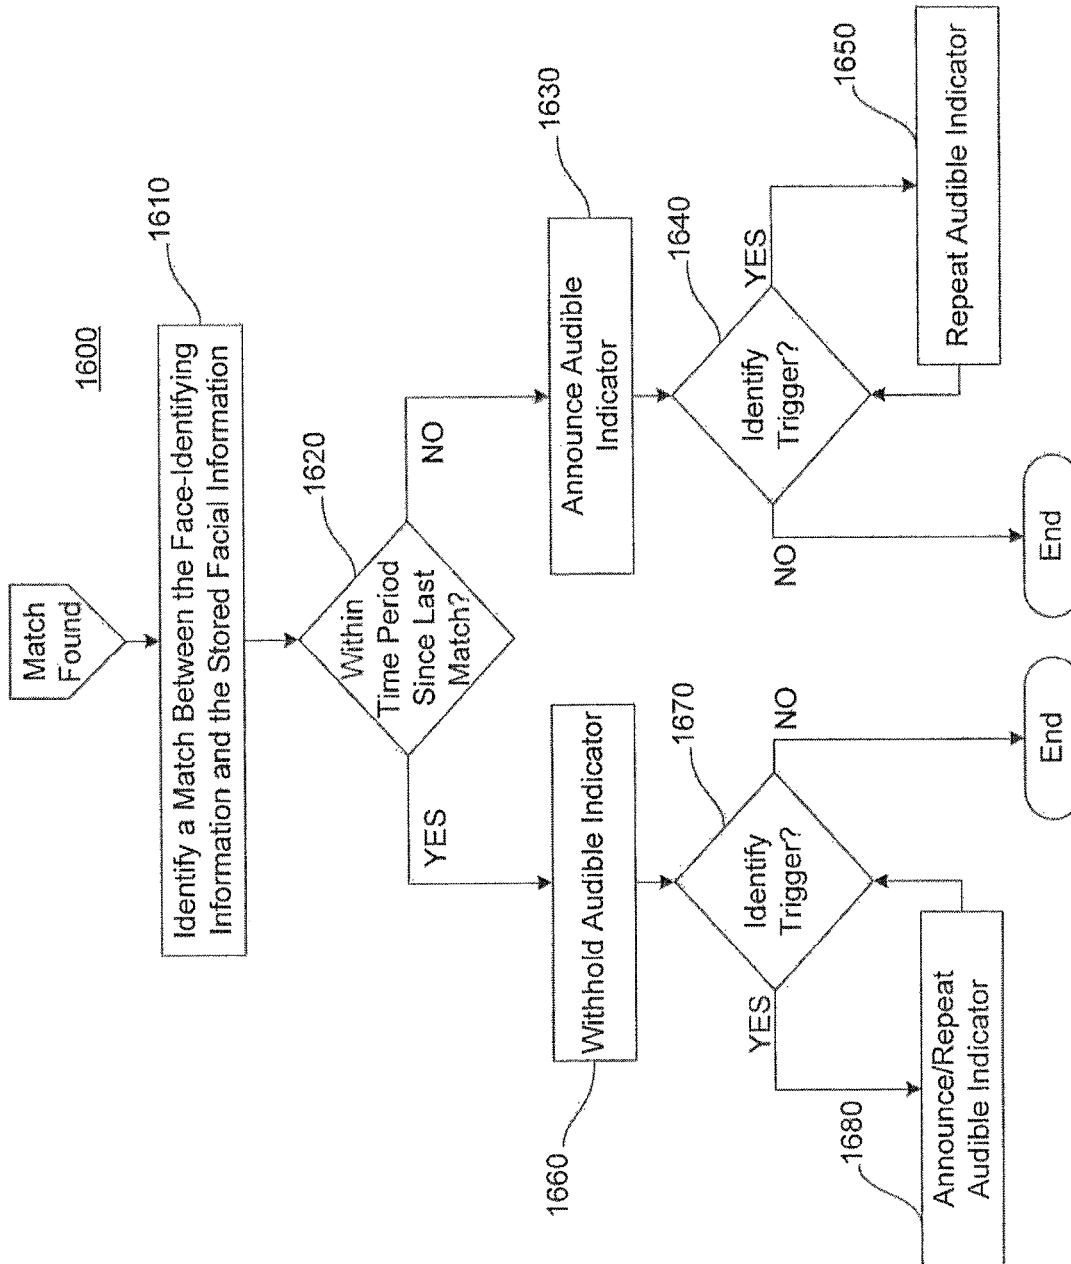 1600
Match
Found
Identify a Match Between the Face-Identifying
Information and the Stored Facial Information
1610
Within
Time Period
Since Last
Match?
1620
YES
NO
Withhold Audible Indicator
1660
Announce Audible
Indicator
1630
Identify
Trigger?
1670
YES
NO
Identify
Trigger?
1640
NO
YES
1680
Announce/Repeat
Audible Indicator
End
End
Repeat Audible Indicator
1650